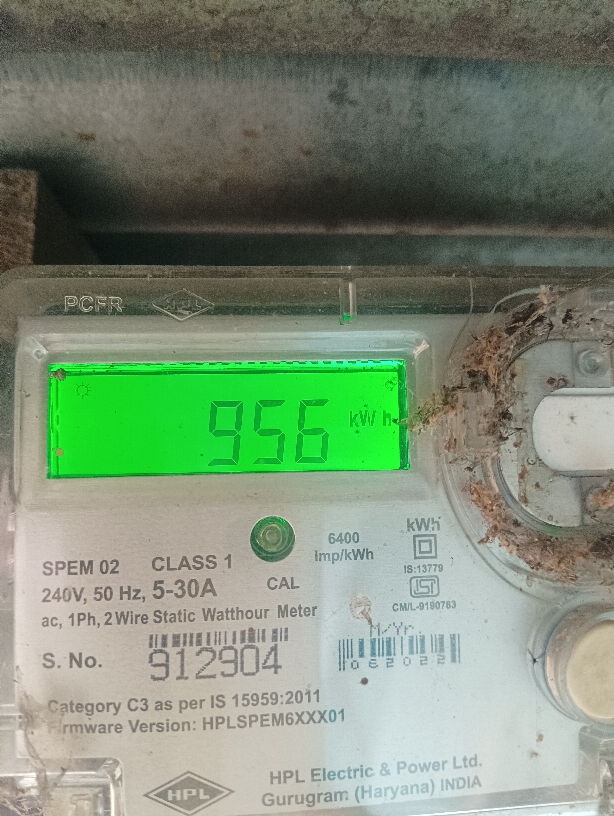 PCFR HPL
956 kWh
6400
Imp/kWh
kWh
IS:13779
ISI
CM/L-9190763
SPEM 02 CLASS 1
CAL
240V, 50 Hz, 5-30A
ac, 1Ph, 2 Wire Static Watthour Meter
M/Yr.
S. No. 912904
062022
Category C3 as per IS 15959:2011
Firmware Version: HPLSPEM6XXX01
HPL
HPL Electric & Power Ltd.
Gurugram (Haryana) INDIA